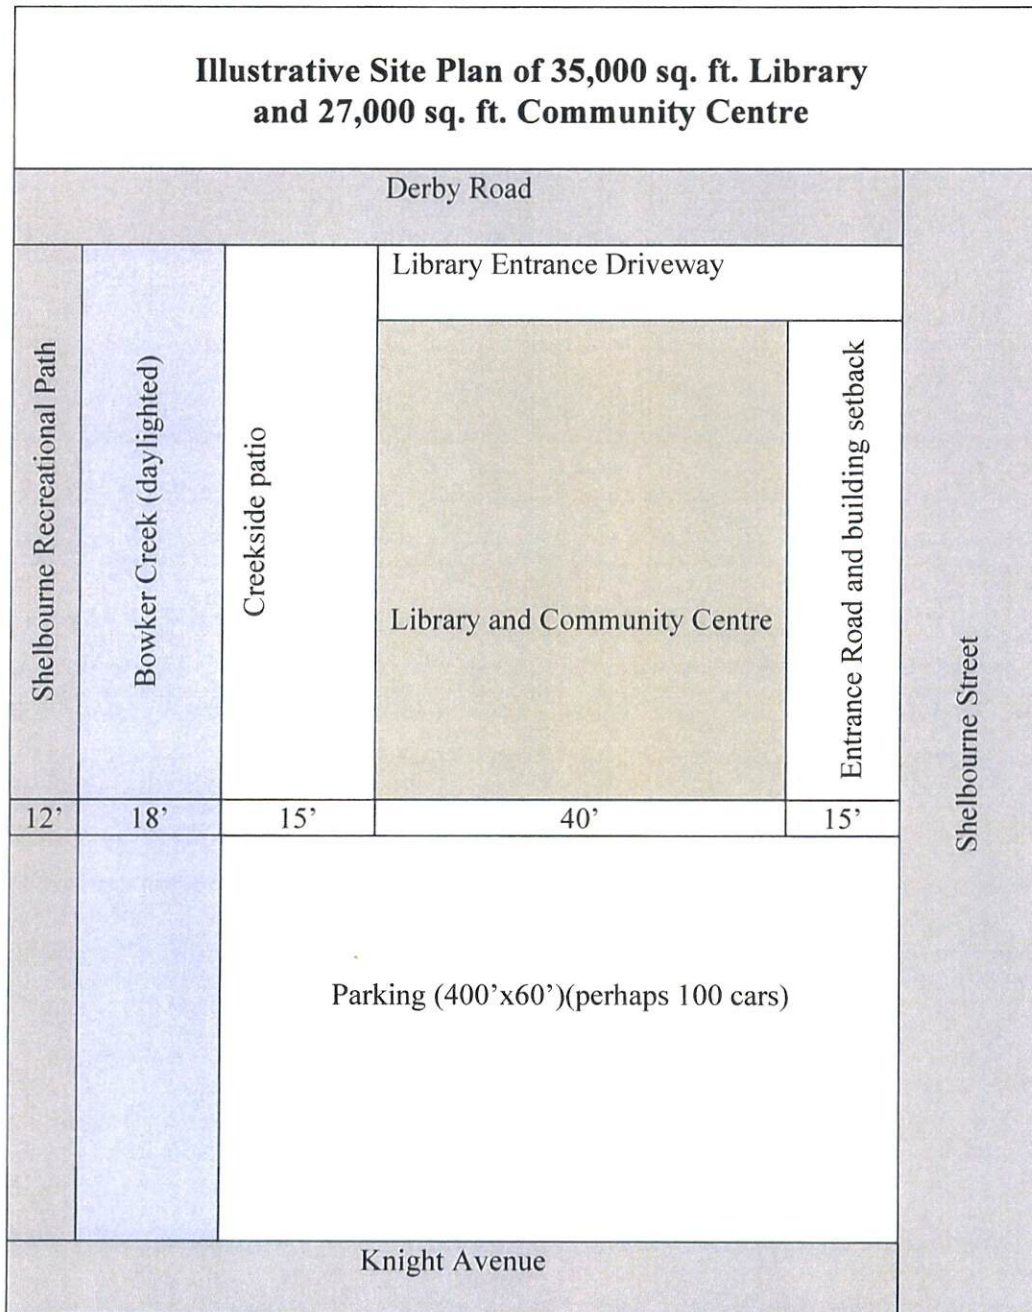 Illustrative Site Plan of 35,000 sq. ft. Library
and 27,000 sq. ft. Community Centre
Derby Road
Library Entrance Driveway
Shelbourne Recreational Path
Bowker Creek (daylighted)
Creekside patio
Library and Community Centre
Entrance Road and building setback
Shelbourne Street
12’
18’
15’
40’
15’
Parking (400’x60’)(perhaps 100 cars)
Knight Avenue